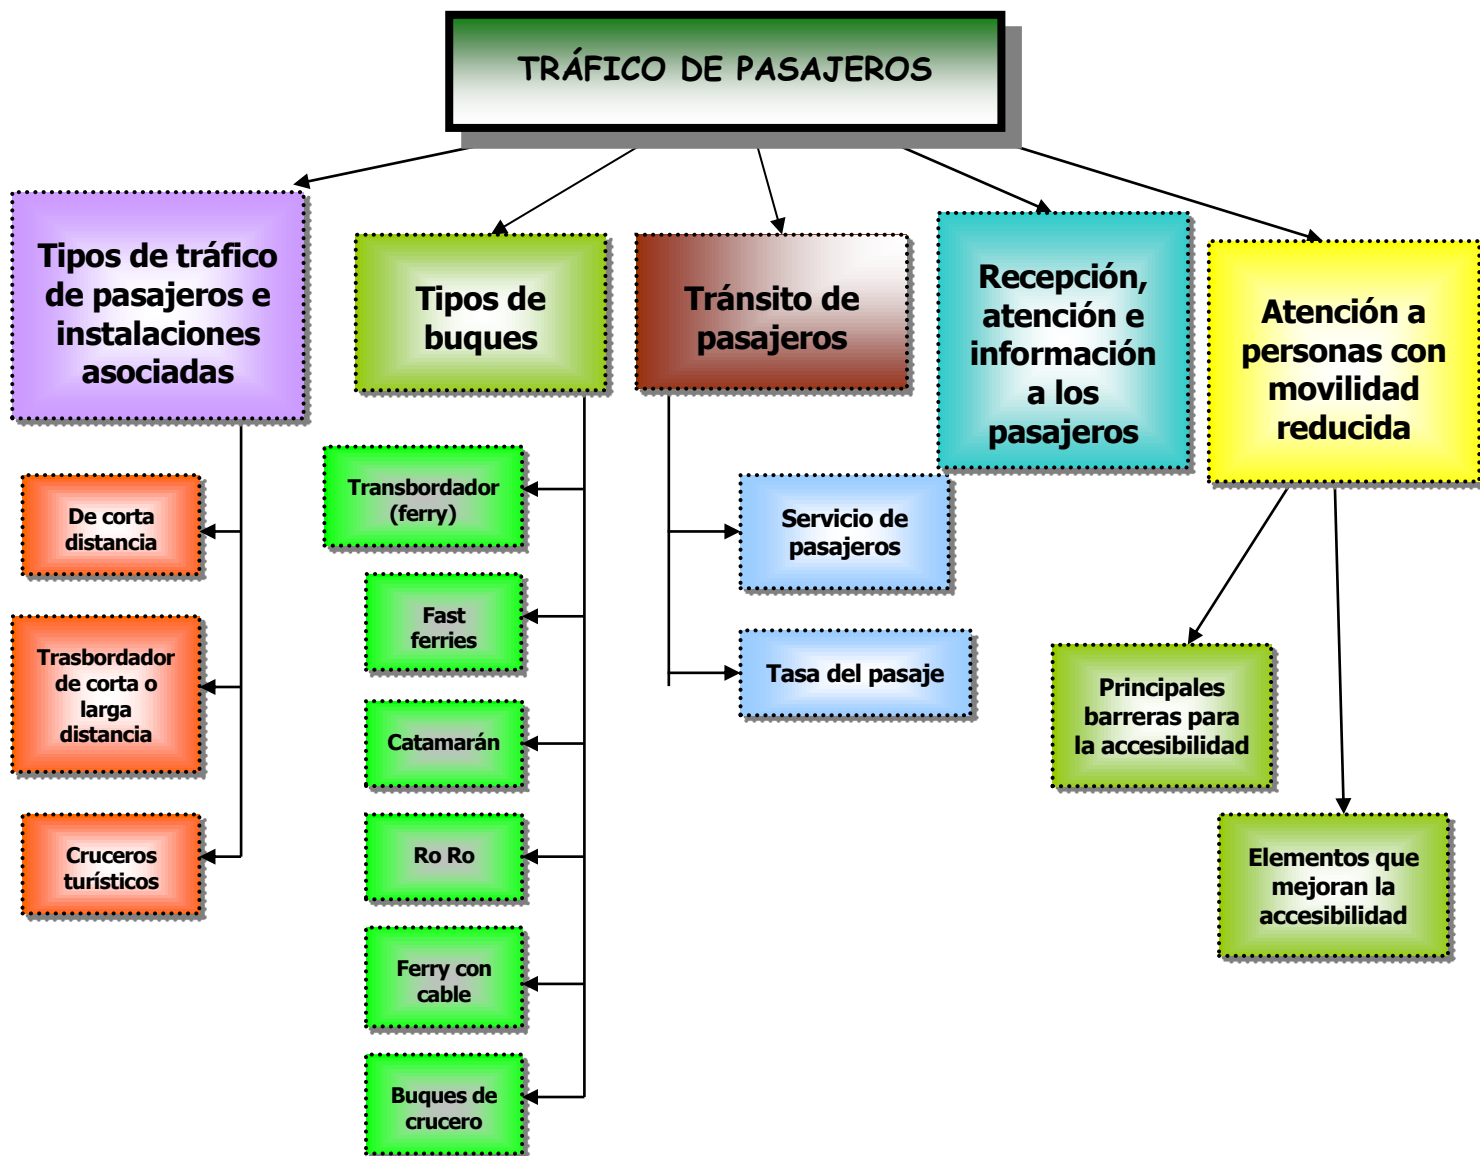 TRÁFICO DE PASAJEROS
Tipos de tráfico
de pasajeros e
instalaciones
asociadas
De corta
distancia
Trasbordador
de corta o
larga
distancia
Cruceros
turísticos
Tipos de
buques
Transbordador
(ferry)
Fast
ferries
Catamarán
Ro Ro
Ferry con
cable
Buques de
crucero
Tránsito de
pasajeros
Servicio de
pasajeros
Tasa del pasaje
Recepción,
atención e
información
a los
pasajeros
Atención a
personas con
movilidad
reducida
Principales
barreras para
la accesibilidad
Elementos que
mejoran la
accesibilidad